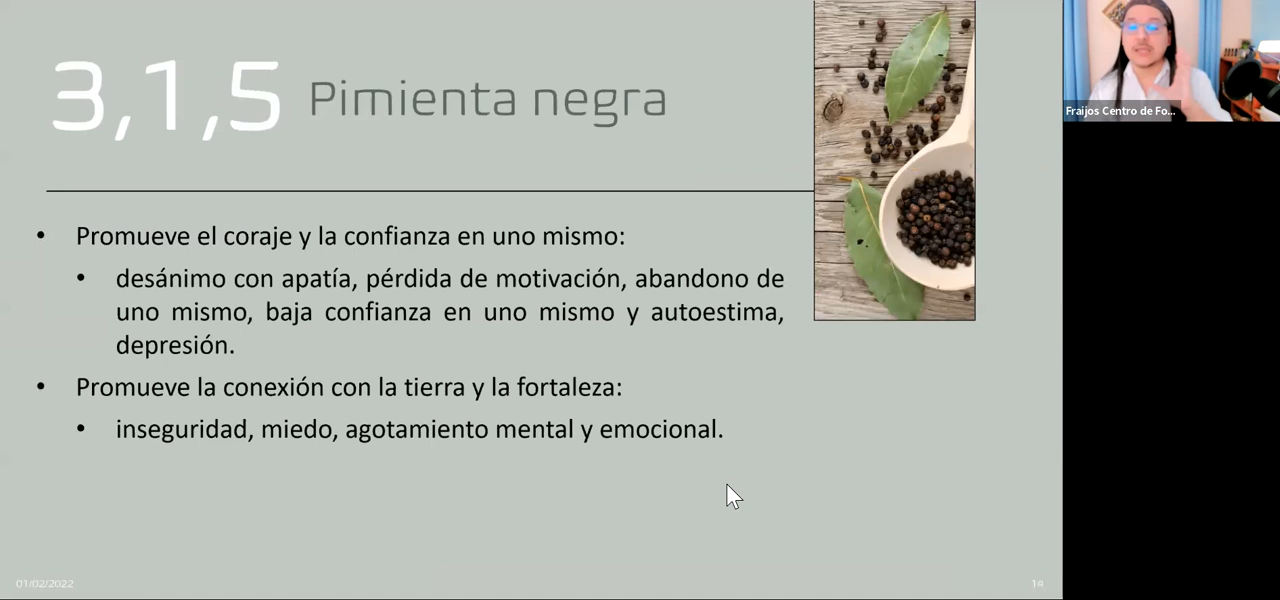 3,1,5 Pimienta negra
• Promueve el coraje y la confianza en uno mismo:
• desánimo con apatía, pérdida de motivación, abandono de
uno mismo, baja confianza en uno mismo y autoestima,
depresión.
• Promueve la conexión con la tierra y la fortaleza:
• inseguridad, miedo, agotamiento mental y emocional.
01/02/2022
Fraijos Centro de Fo...